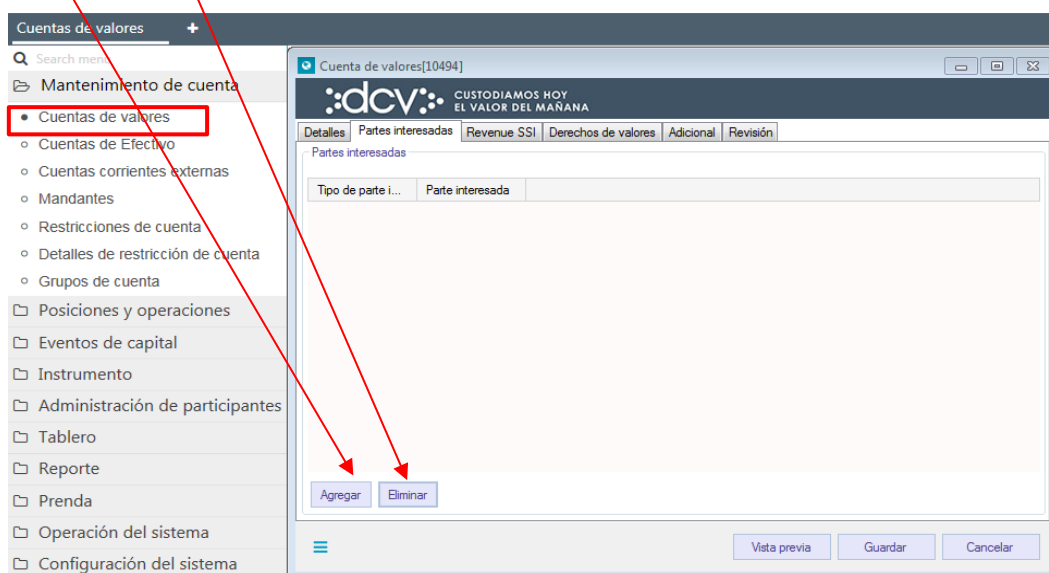 Cuentas de valores +
Search menu
Mantenimiento de cuenta
Cuentas de valores
Cuentas de Efectivo
Cuentas corrientes externas
Mandantes
Restricciones de cuenta
Detalles de restricción de cuenta
Grupos de cuenta
Posiciones y operaciones
Eventos de capital
Instrumento
Administración de participantes
Tablero
Reporte
Prenda
Operación del sistema
Configuración del sistema
Cuenta de valores[10494]
dcv CUSTODIAMOS HOY
EL VALOR DEL MAÑANA
Detalles Partes interesadas Revenue SSI Derechos de valores Adicional Revisión
Partes interesadas
Tipo de parte i... Parte interesada
Agregar Eliminar
Vista previa Guardar Cancelar